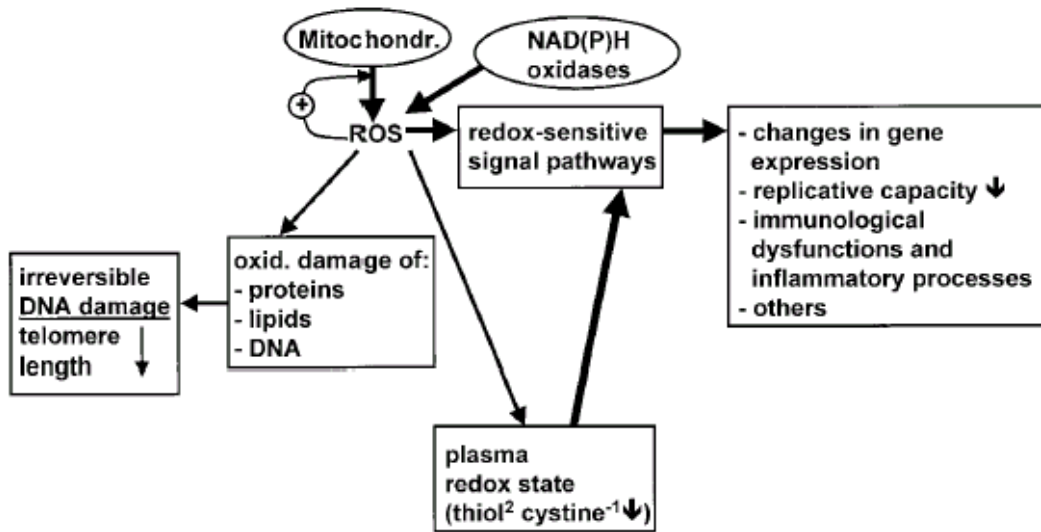 Mitochondr.
NAD(P)H
oxidases
+
ROS
redox-sensitive
signal pathways
- changes in gene
expression
- replicative capacity ↓
- immunological
dysfunctions and
inflammatory processes
- others
oxid. damage of:
- proteins
- lipids
- DNA
irreversible
DNA damage
telomere
length ↓
plasma
redox state
(thiol² cystine⁻¹↓)